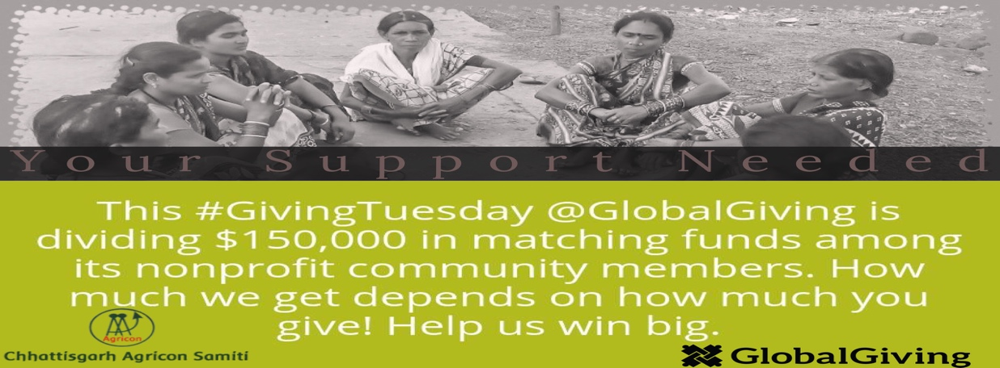 Your Support Needed
This #GivingTuesday @GlobalGiving is
dividing $150,000 in matching funds among
its nonprofit community members. How
much we get depends on how much you
give! Help us win big.
Agricon
Chhattisgarh Agricon Samiti
GlobalGiving